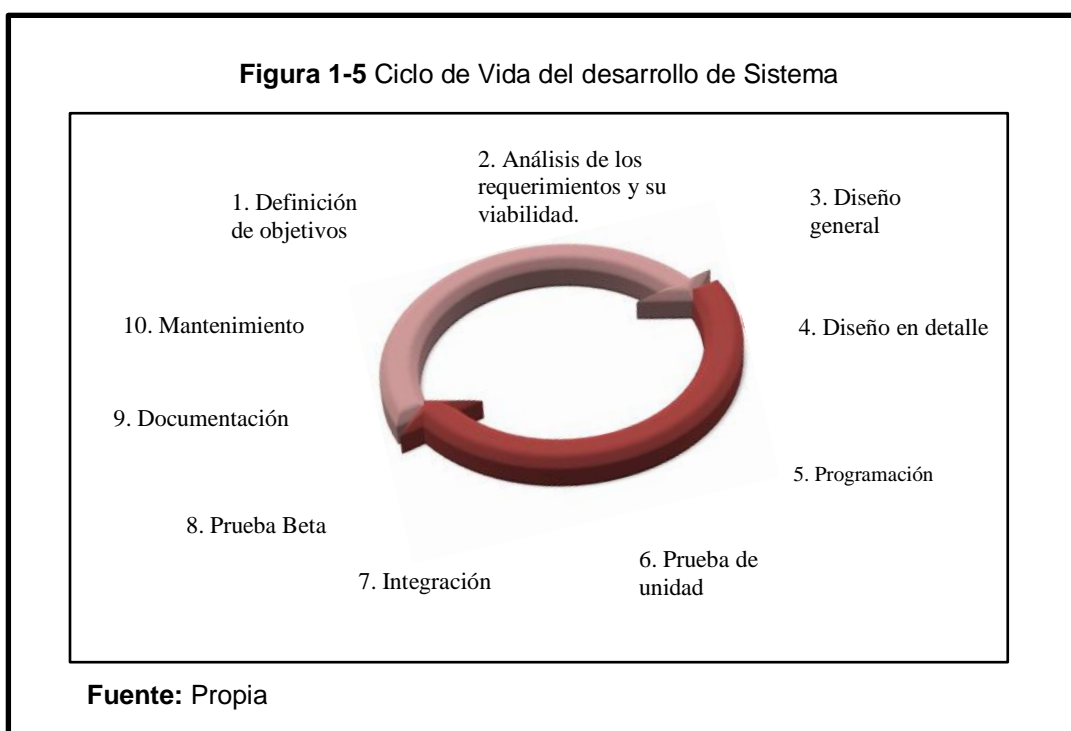 Figura 1-5 Ciclo de Vida del desarrollo de Sistema
1. Definición
de objetivos
2. Análisis de los
requerimientos y su
viabilidad.
3. Diseño
general
4. Diseño en detalle
5. Programación
6. Prueba de
unidad
7. Integración
8. Prueba Beta
9. Documentación
10. Mantenimiento
Fuente: Propia